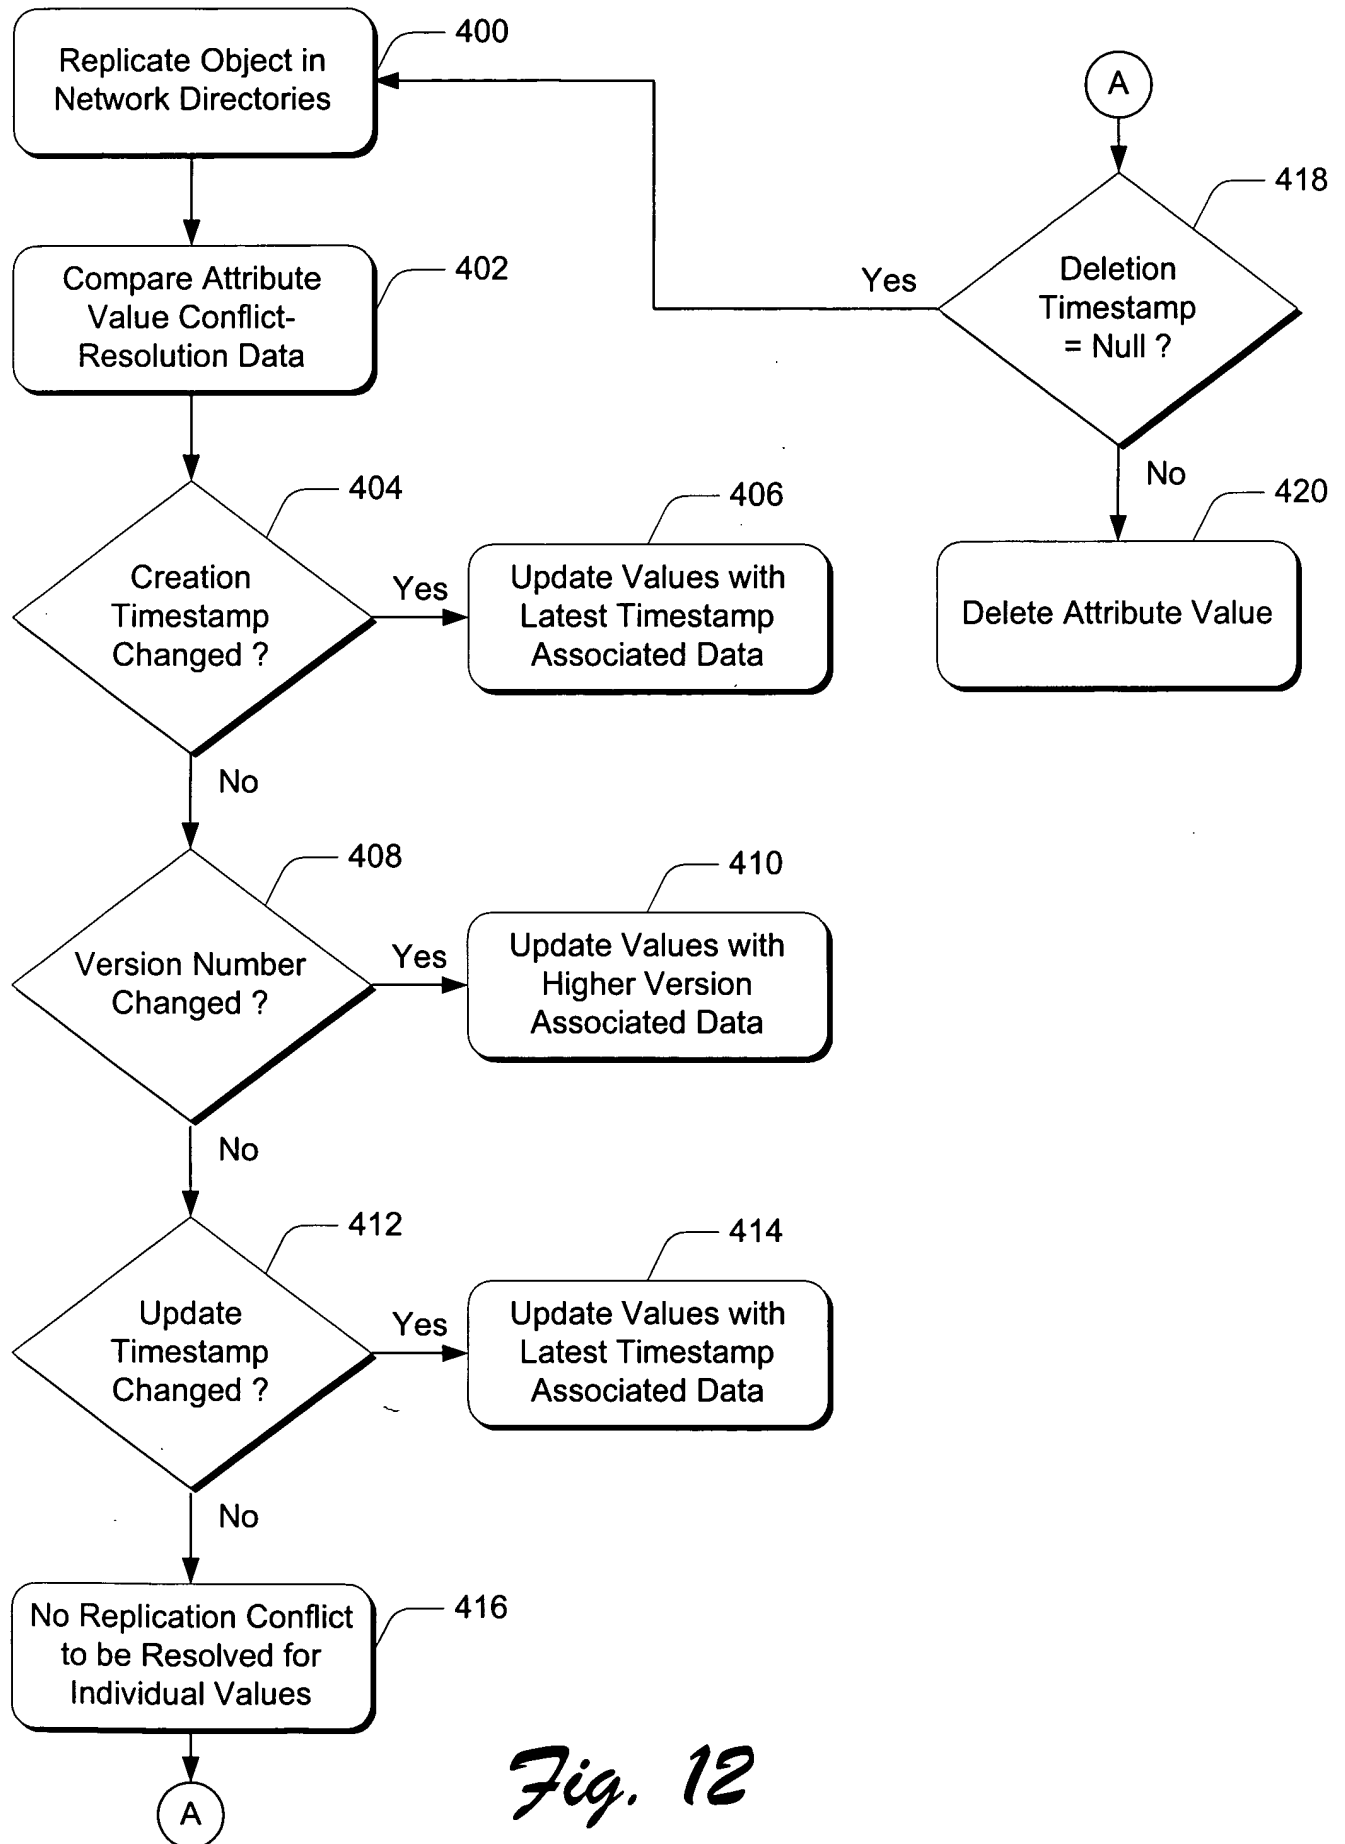 Replicate Object in
Network Directories
400
Compare Attribute
Value Conflict-
Resolution Data
402
Creation
Timestamp
Changed ?
404
Yes
Update Values with
Latest Timestamp
Associated Data
406
No
Version Number
Changed ?
408
Yes
Update Values with
Higher Version
Associated Data
410
No
Update
Timestamp
Changed ?
412
Yes
Update Values with
Latest Timestamp
Associated Data
414
No
No Replication Conflict
to be Resolved for
Individual Values
416
A
A
Deletion
Timestamp
= Null ?
418
Yes
No
Delete Attribute Value
420
Fig. 12